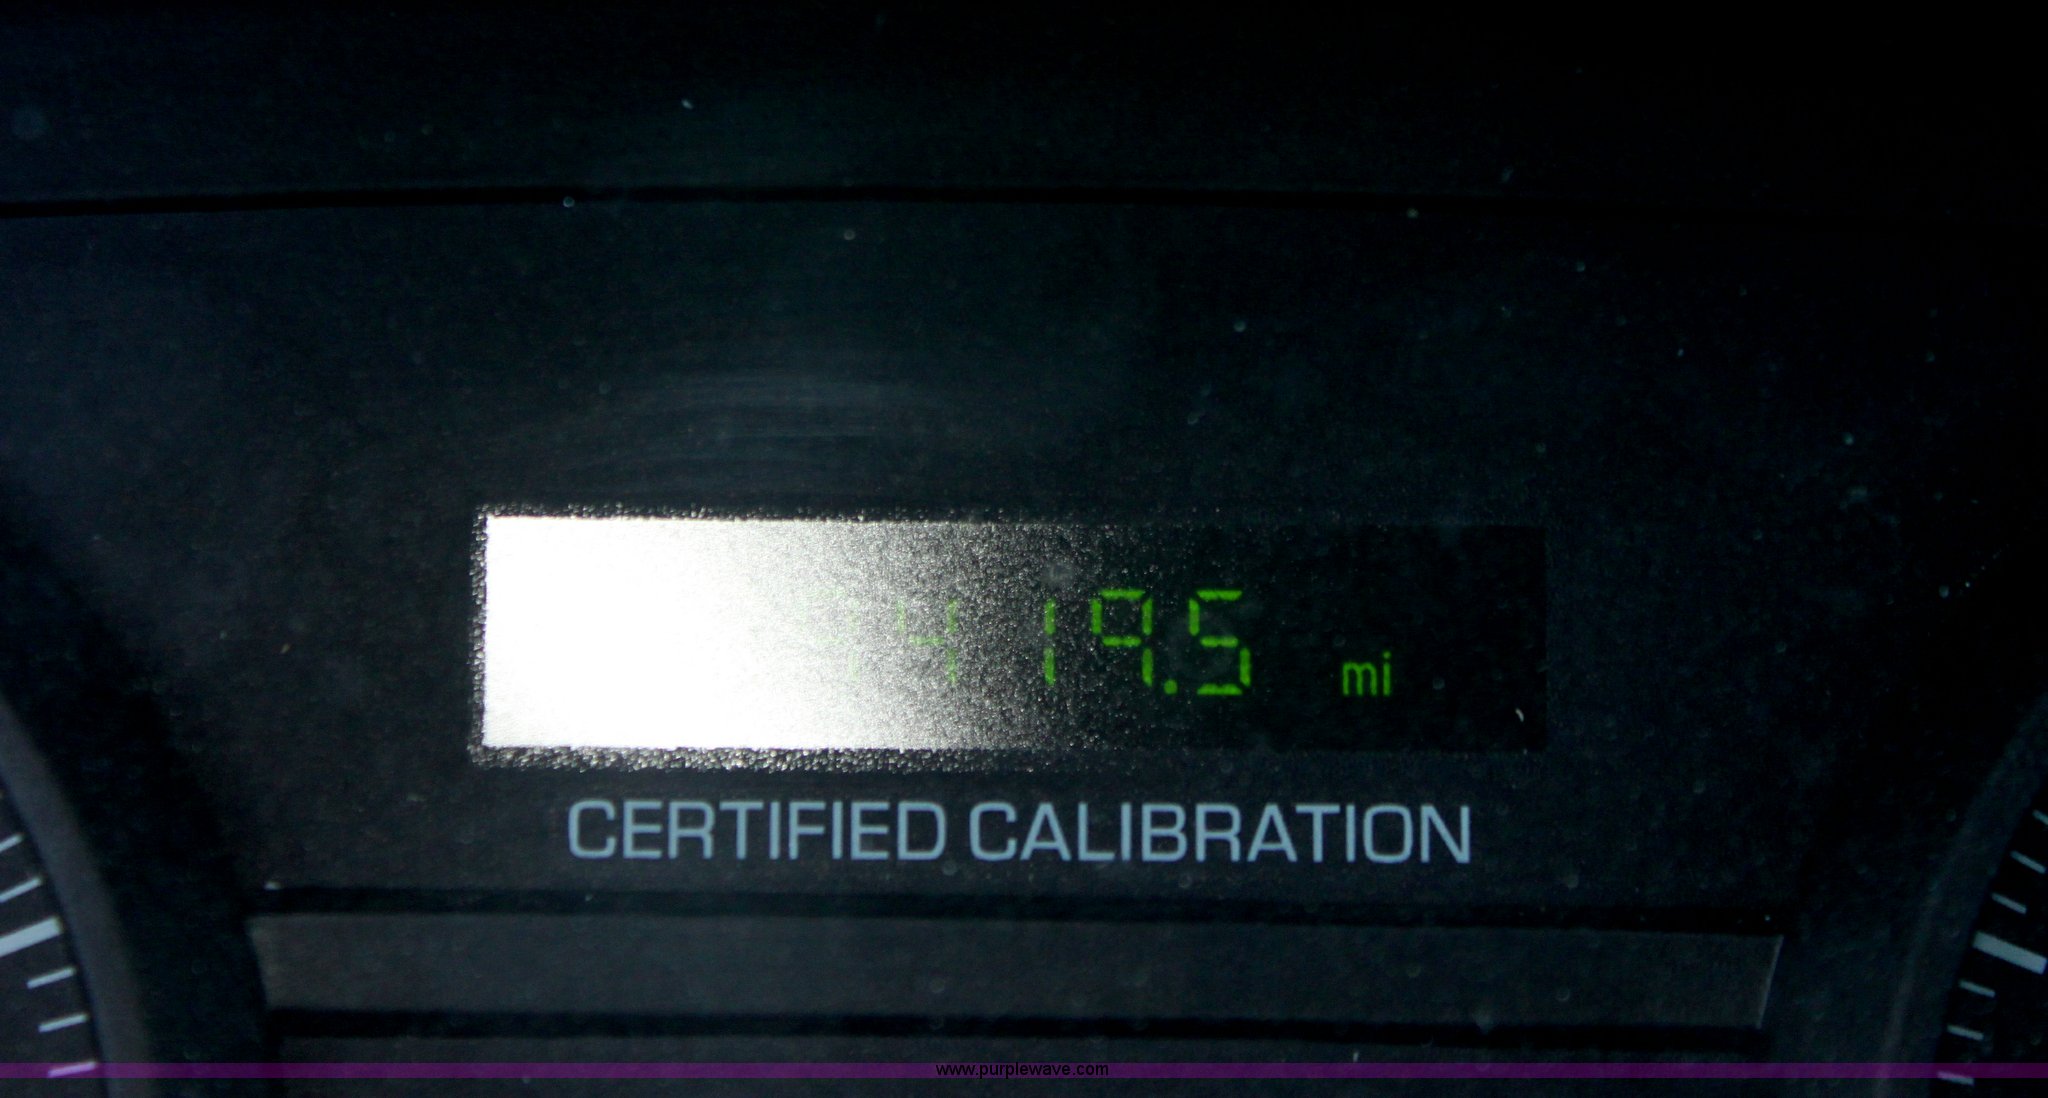 419.5 mi
CERTIFIED CALIBRATION
www.purplewave.com